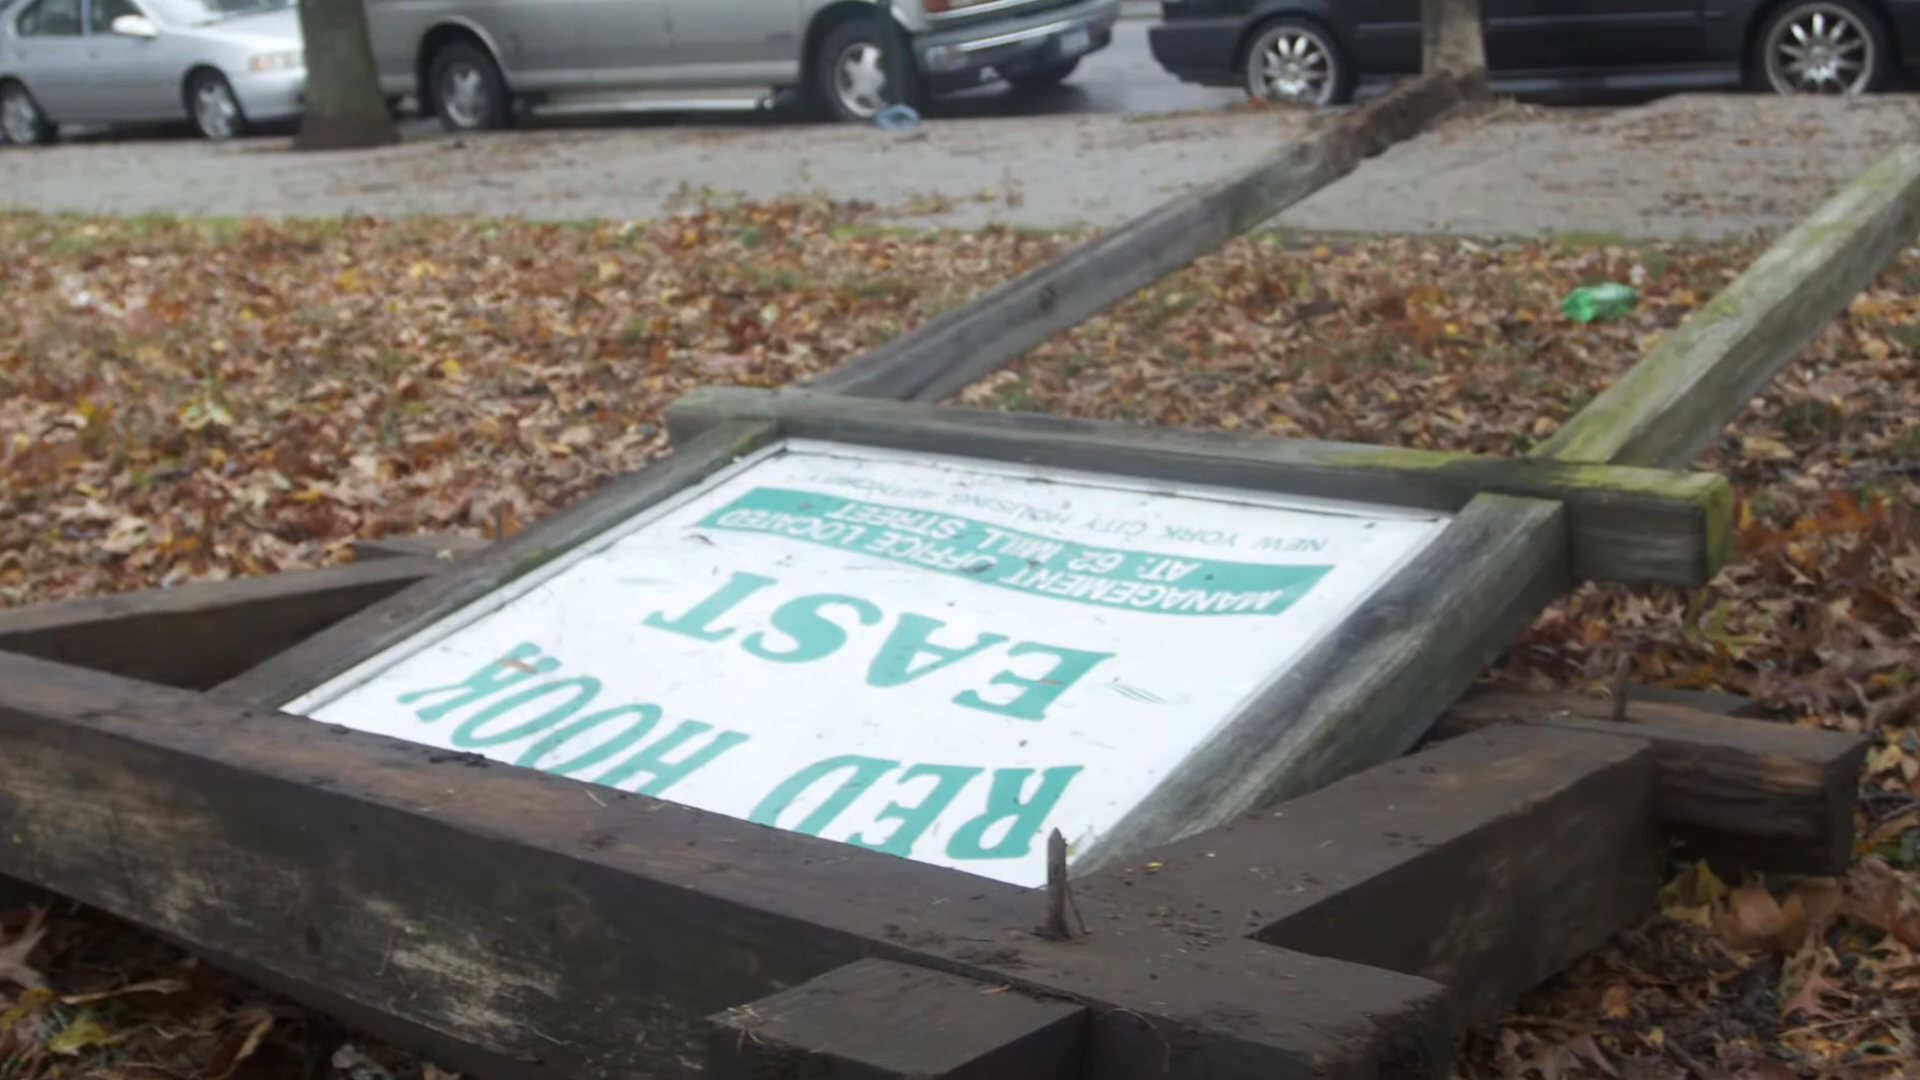 RED HOOK
EAST
MANAGEMENT OFFICE LOCATED
AT: 62 MILL STREET
NEW YORK CITY HOUSING AUTHORITY